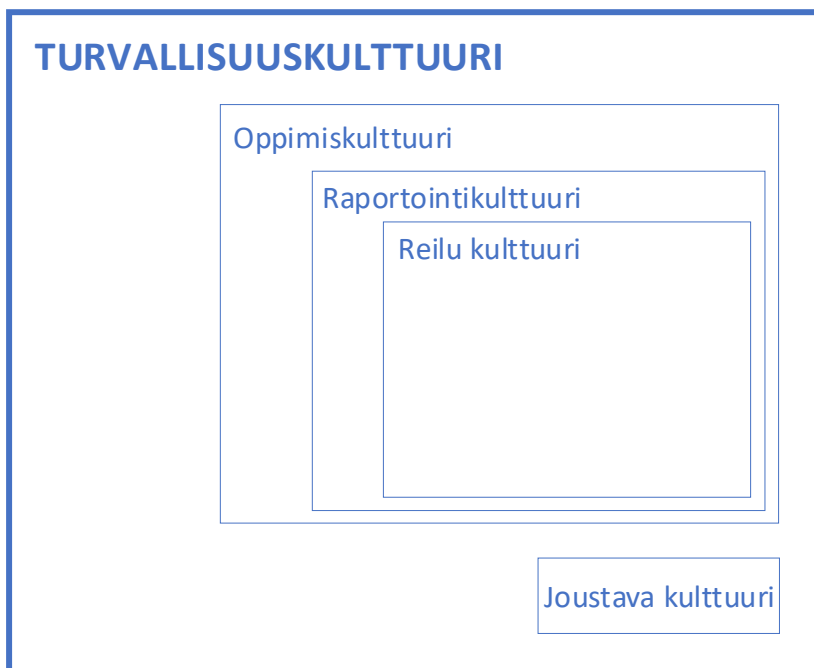 TURVALLISUUSKULTTUURI
Oppimiskulttuuri
Raportointikulttuuri
Reilu kulttuuri
Joustava kulttuuri